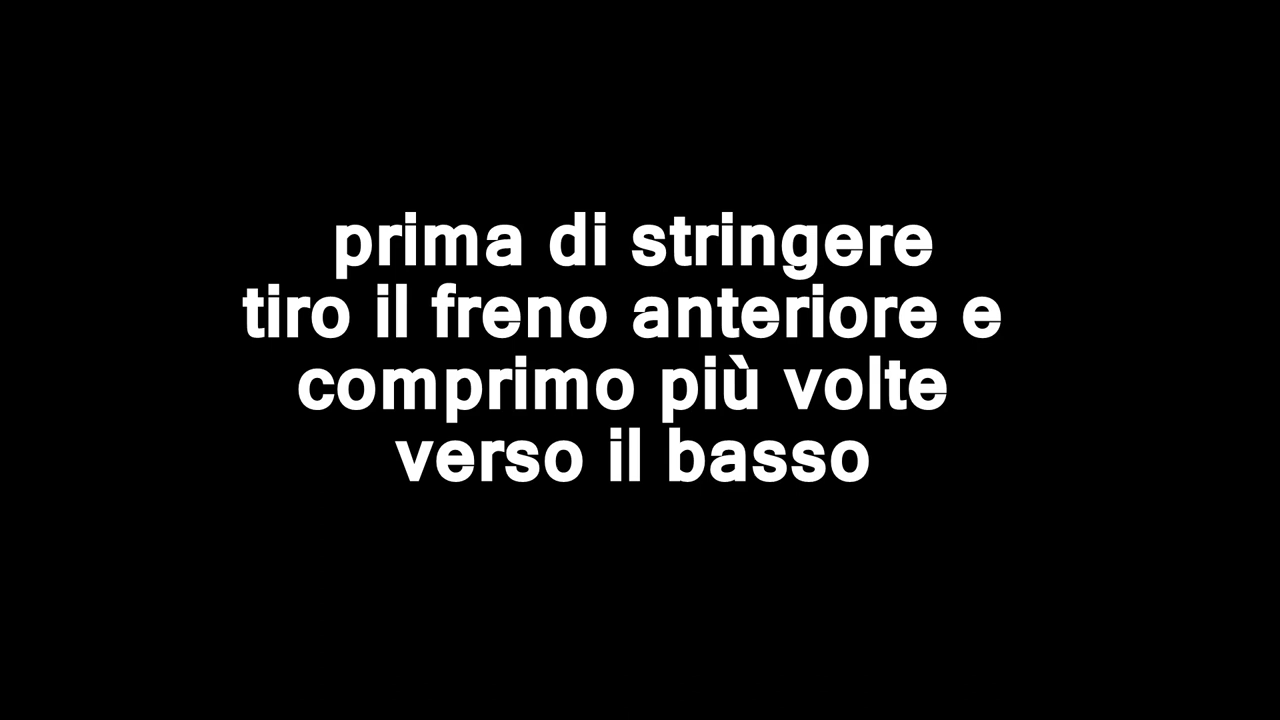 prima di stringere
tiro il freno anteriore e
comprimo più volte
verso il basso